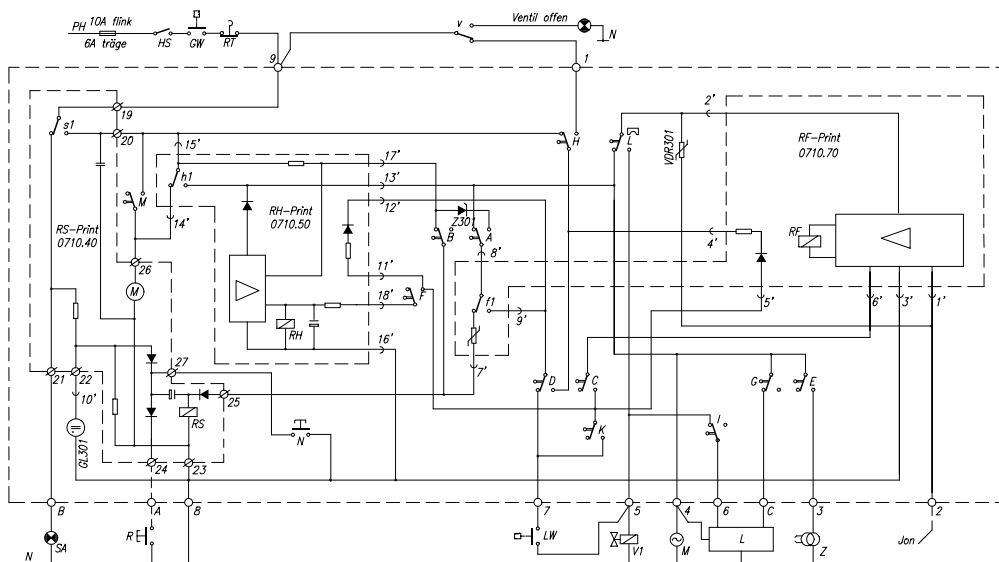 PH 10A flink
6A träge
HS GW RT
v Ventil offen N
9 1
19
s1 20
15' H L 2'
RF-Print
0710.70
VDR301
17'
h1 13'
M 12'
14' RH-Print
0710.50
RS-Print
0710.40
Z301
B A
8'
4'
RF
26
M
11'
F
18'
RH
f1
9'
5' 6' 3' 1'
16'
7'
21 22 27
10' 25
RS
D C G E
N K I
GL301
24 23
B A 8 7 5 4 6 C 3 2
N SA R LW V1 M L Z Jon